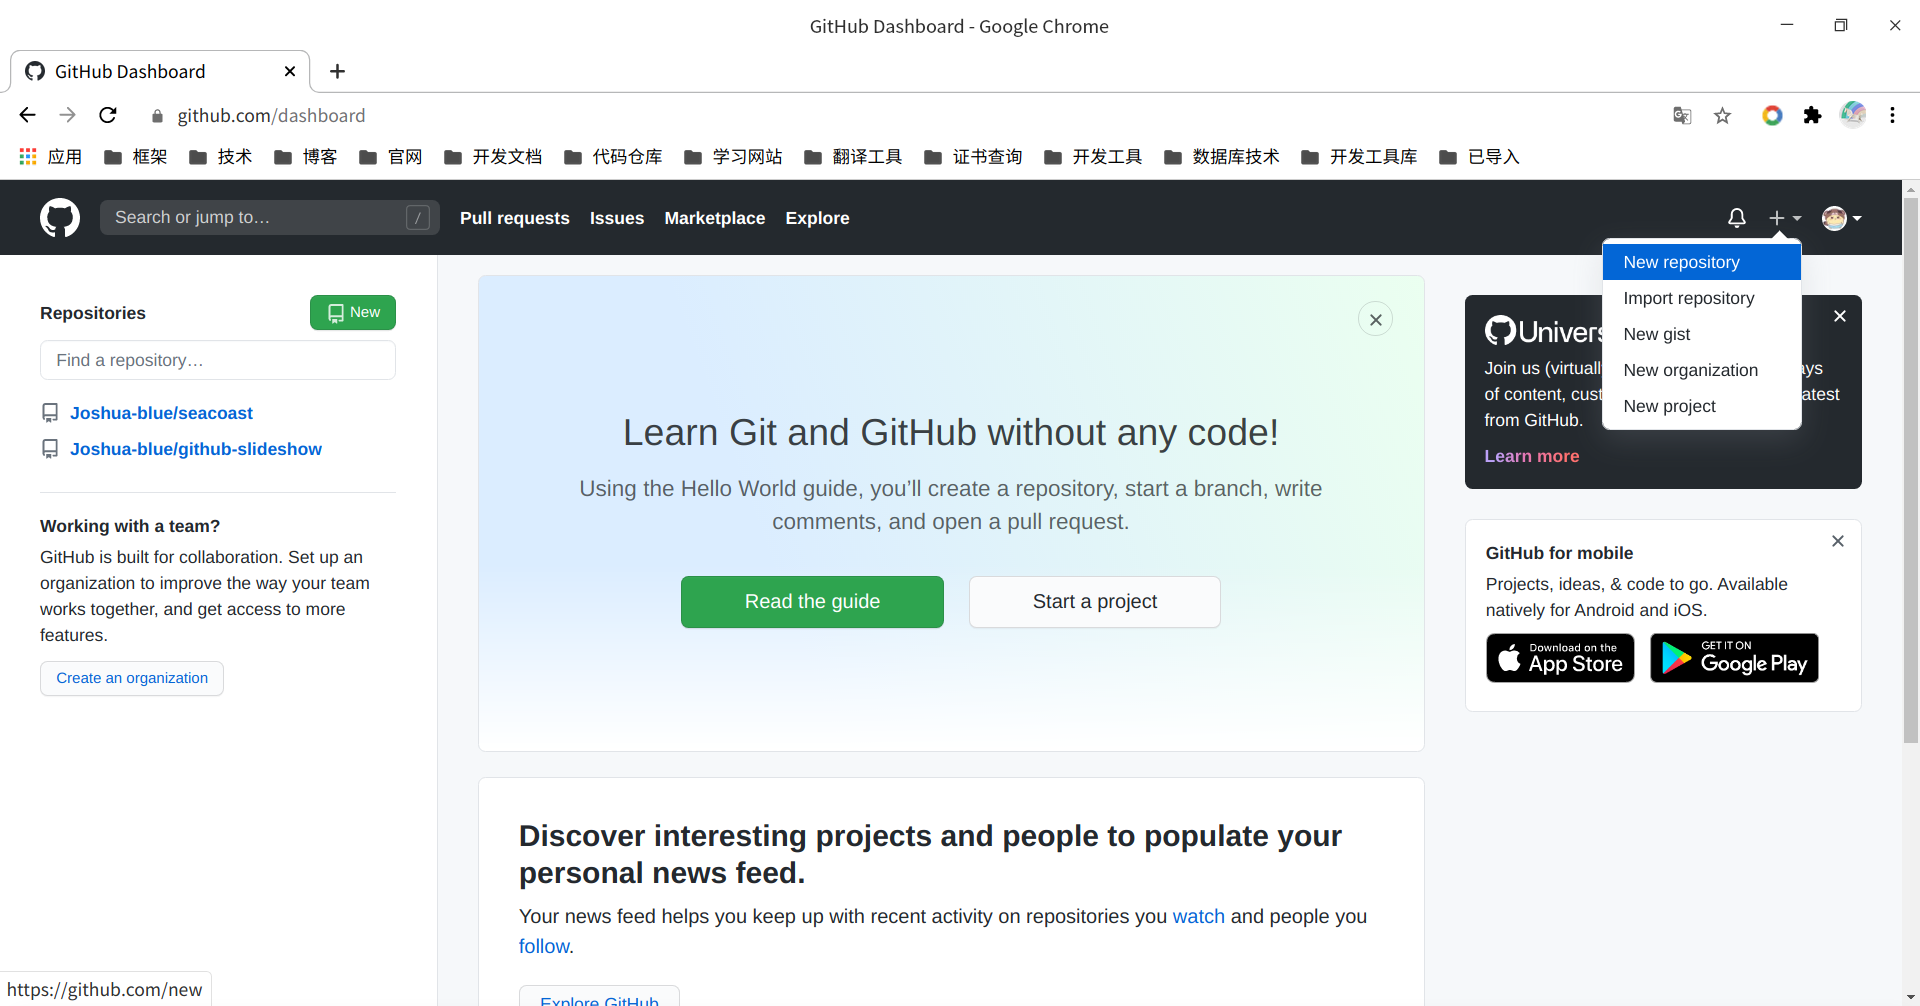 GitHub Dashboard - Google Chrome
GitHub Dashboard
github.com/dashboard
应用 框架 技术 博客 官网 开发文档 代码仓库 学习网站 翻译工具 证书查询 开发工具 数据库技术 开发工具库 已导入
Search or jump to… /
Pull requests Issues Marketplace Explore
New repository
Import repository
New gist
New organization
New project
Repositories
New
Find a repository…
Joshua-blue/seacoast
Joshua-blue/github-slideshow
Working with a team?
GitHub is built for collaboration. Set up an
organization to improve the way your team
works together, and get access to more
features.
Create an organization
Learn Git and GitHub without any code!
Using the Hello World guide, you’ll create a repository, start a branch, write
comments, and open a pull request.
Read the guide
Start a project
Discover interesting projects and people to populate your
personal news feed.
Your news feed helps you keep up with recent activity on repositories you watch and people you
follow.
Explore GitHub
Join us
of content,
from GitHub.
Learn more
GitHub for mobile
Projects, ideas, & code to go. Available
natively for Android and iOS.
Download on the
App Store
GET IT ON
Google Play
https://github.com/new